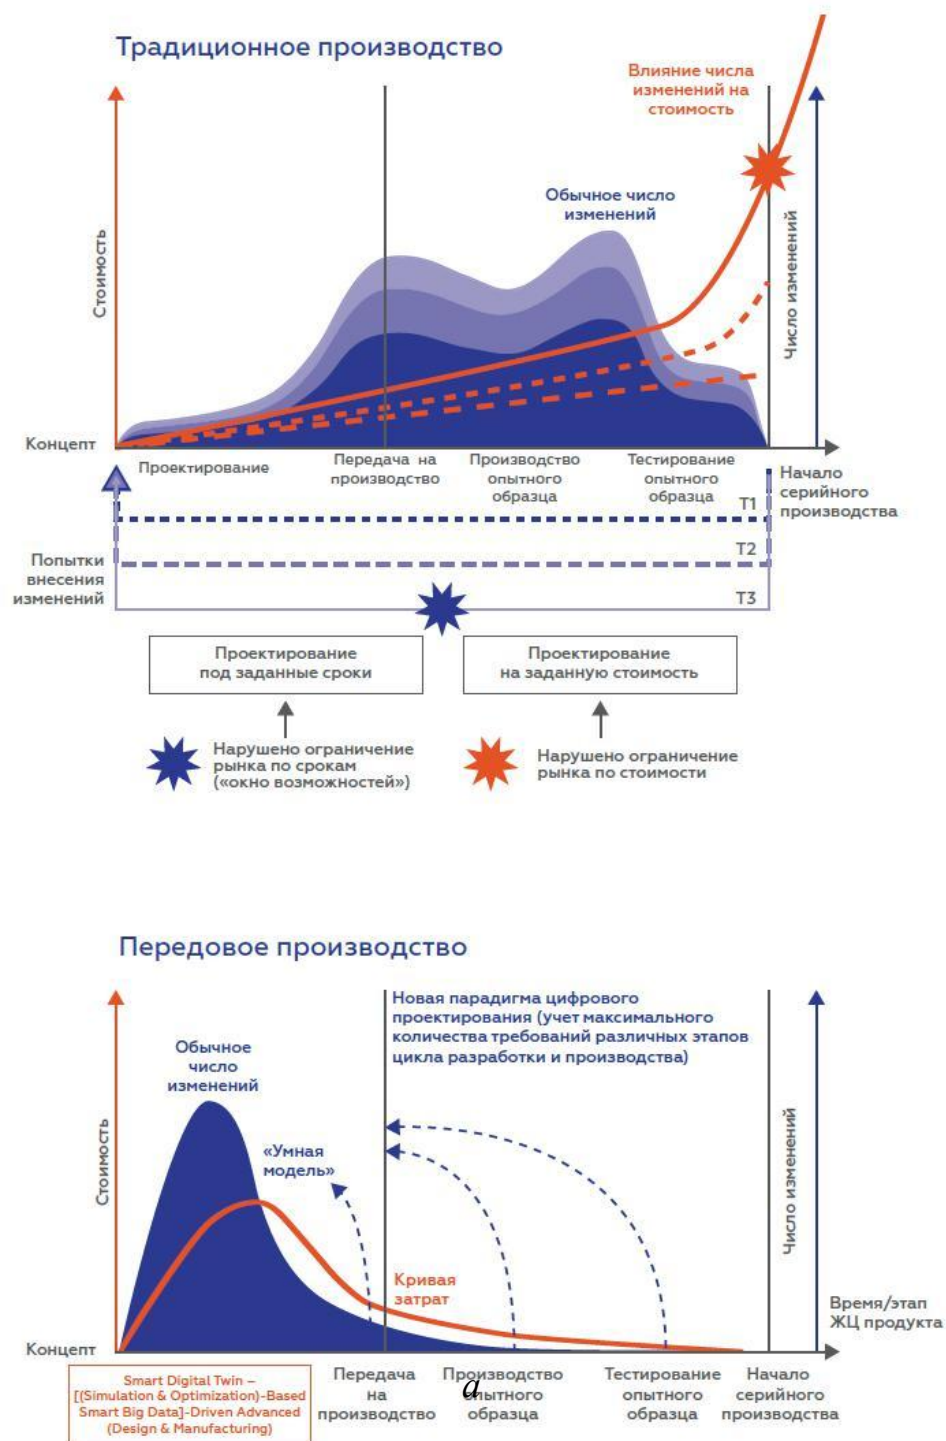 Традиционное производство
Влияние числа
изменений на
стоимость
Обычное число
изменений
Стоимость
Число изменений
Концепт
Проектирование
Передача на
производство
Производство
опытного
образца
Тестирование
опытного
образца
Начало
серийного
производства
T1
T2
T3
Попытки
внесения
изменений
Проектирование
под заданные сроки
Проектирование
на заданную стоимость
Нарушено ограничение
рынка по срокам
(«окно возможностей»)
Нарушено ограничение
рынка по стоимости
Передовое производство
Новая парадигма цифрового
проектирования (учет максимального
количества требований различных этапов
цикла разработки и производства)
Обычное
число
изменений
«Умная
модель»
Стоимость
Число изменений
Кривая
затрат
Время/этап
ЖЦ продукта
Концепт
Smart Digital Twin –
[(Simulation & Optimization)-Based
Smart Big Data]-Driven Advanced
(Design & Manufacturing)
Передача
на
производство
Производство
опытного
образца
a
Тестирование
опытного
образца
Начало
серийного
производства